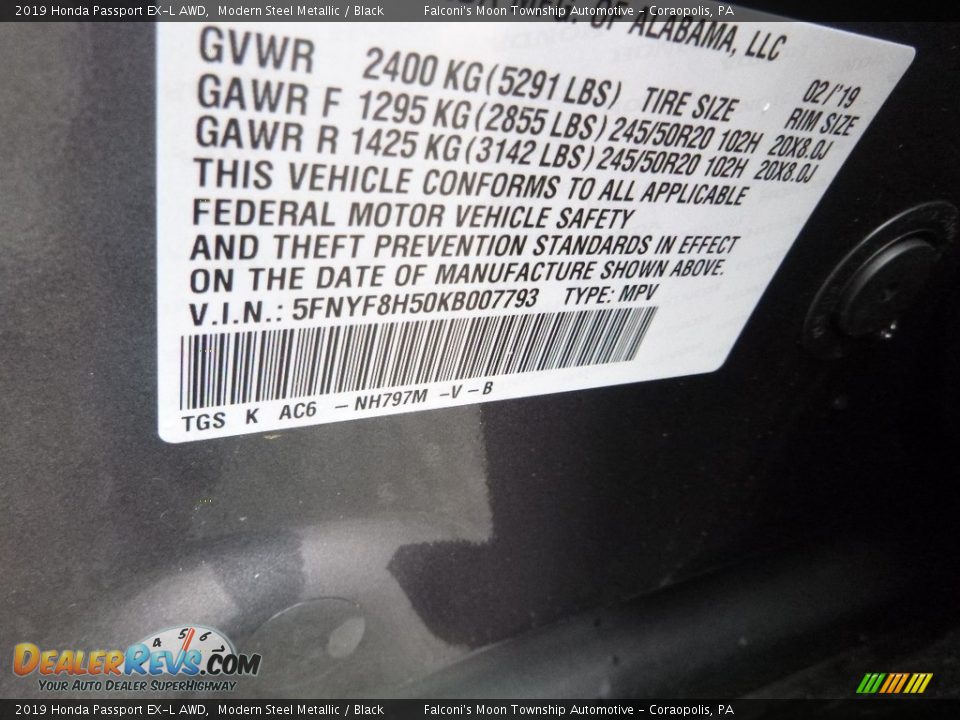 2019 Honda Passport EX-L AWD, Modern Steel Metallic / Black Falconi's Moon Township Automotive - Coraopolis, PA
OF ALABAMA, LLC
GVWR 2400 KG (5291 LBS) TIRE SIZE 02/'19 RIM SIZE
GAWR F 1295 KG (2855 LBS) 245/50R20 102H 20X8.0J
GAWR R 1425 KG (3142 LBS) 245/50R20 102H 20X8.0J
THIS VEHICLE CONFORMS TO ALL APPLICABLE
FEDERAL MOTOR VEHICLE SAFETY
AND THEFT PREVENTION STANDARDS IN EFFECT
ON THE DATE OF MANUFACTURE SHOWN ABOVE.
V.I.N.: 5FNYF8H50KB007793 TYPE: MPV
TGS K AC6 - NH797M - V - B
4 5 6 7
DEALERREVS.COM
YOUR AUTO DEALER SUPERHIGHWAY
2019 Honda Passport EX-L AWD, Modern Steel Metallic / Black Falconi's Moon Township Automotive - Coraopolis, PA